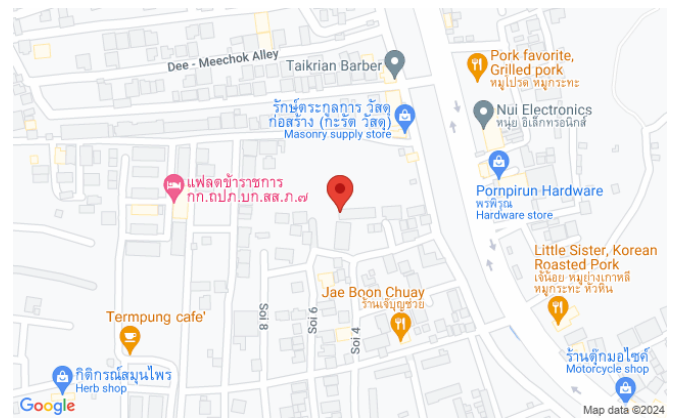 Dee - Meechok Alley
Taikrian Barber
Pork favorite,
Grilled pork
หมูโปรด หมูกระทะ
รักษ์ตระกูลการ วัสดุ
ก่อสร้าง (กะรัต วัสดุ)
Masonry supply store
Nui Electronics
หนุ่ย อิเล็กทรอนิกส์
แฟลตข้าราชการ
กก.ถปภ.บก.สส.ภ.๗
Pornpirun Hardware
พรพิรุณ
Hardware store
Little Sister, Korean
Roasted Pork
เจ้น้อย หมูย่างเกาหลี
หมูกระทะ หัวหิน
Jae Boon Chuay
ร้านเจ๊บุญช่วย
Soi 8
Soi 6
Soi 4
Termpung cafe'
กิติกรณ์สมุนไพร
Herb shop
ร้านตุ๊กมอไซค์
Motorcycle shop
Google
Map data ©2024